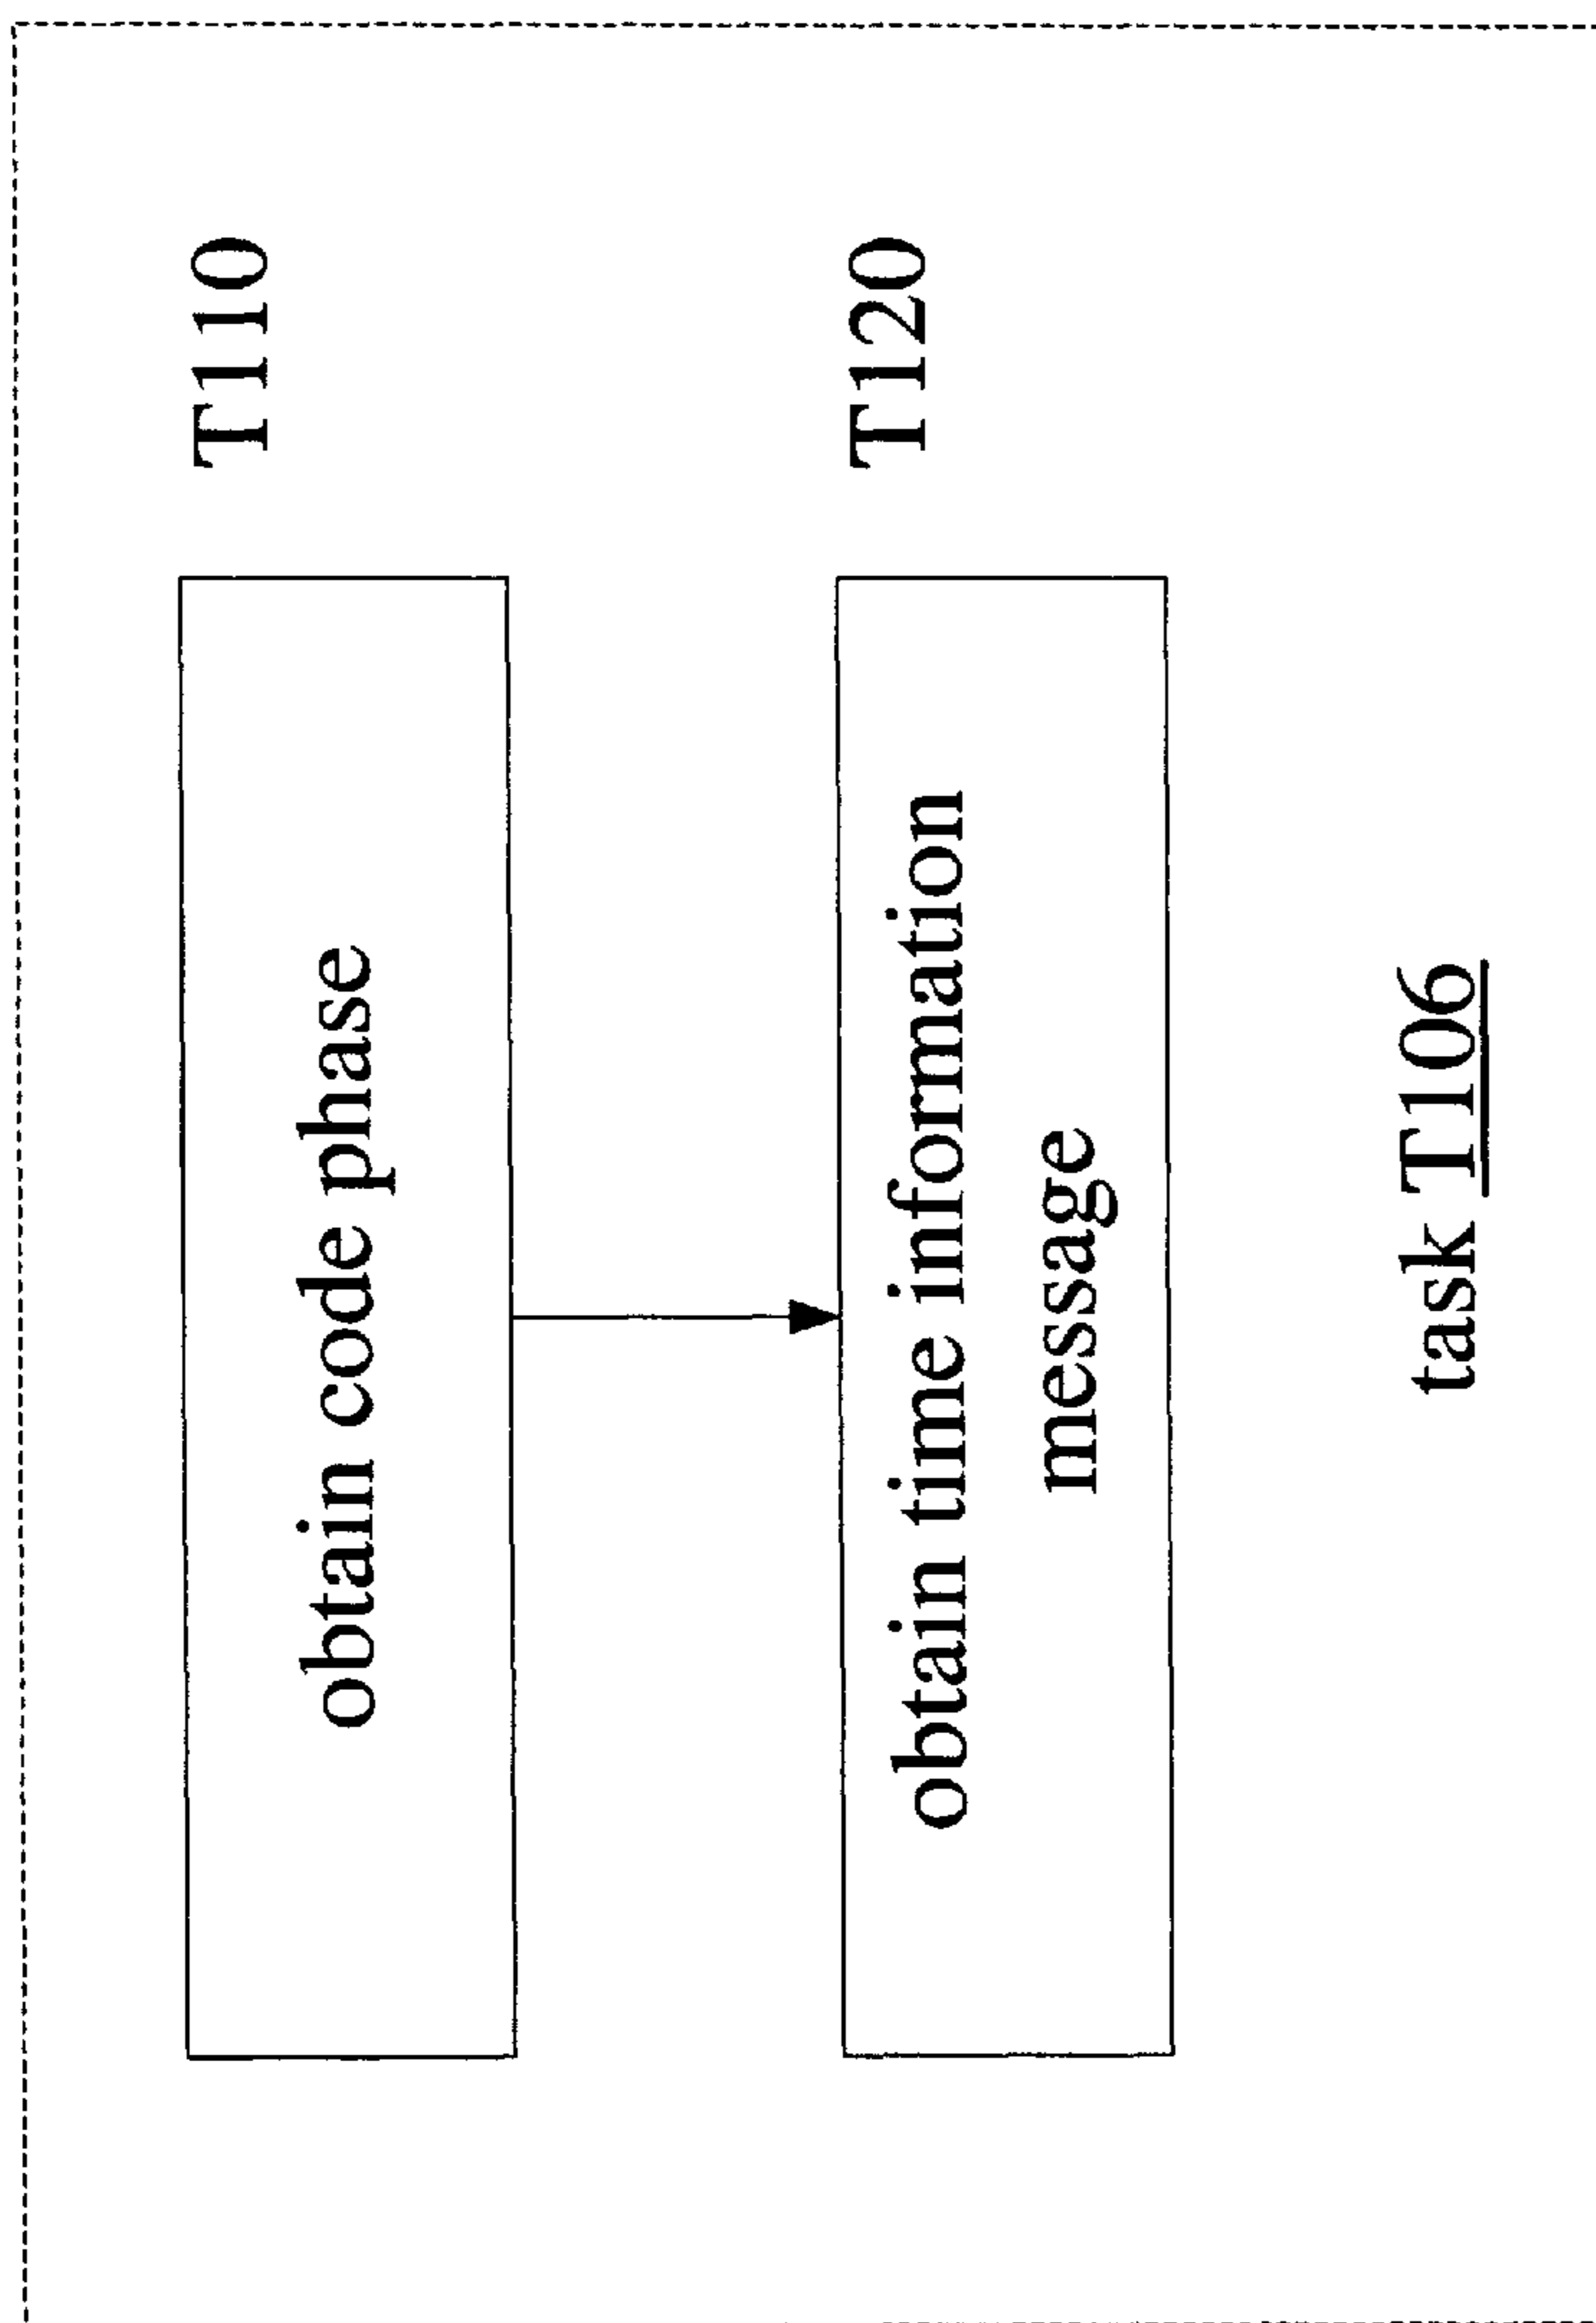 obtain code phase
T110
obtain time information
message
T120
task T106